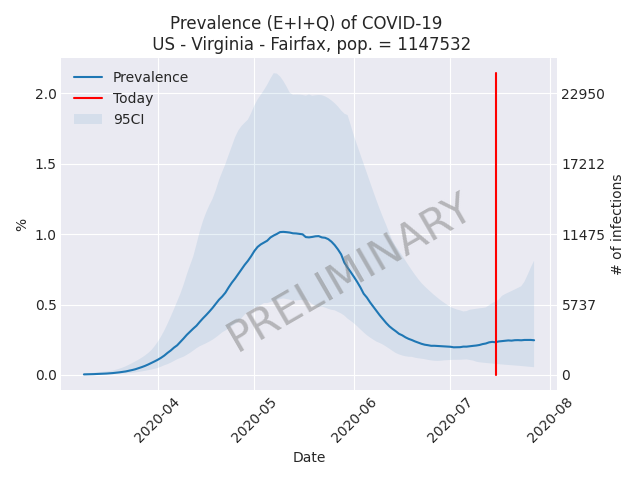 Prevalence (E+I+Q) of COVID-19
US - Virginia - Fairfax, pop. = 1147532
Prevalence
Today
95CI
2.0
1.5
1.0
0.5
0.0
%
22950
17212
11475
5737
0
# of infections
PRELIMINARY
2020-04
2020-05
2020-06
2020-07
2020-08
Date